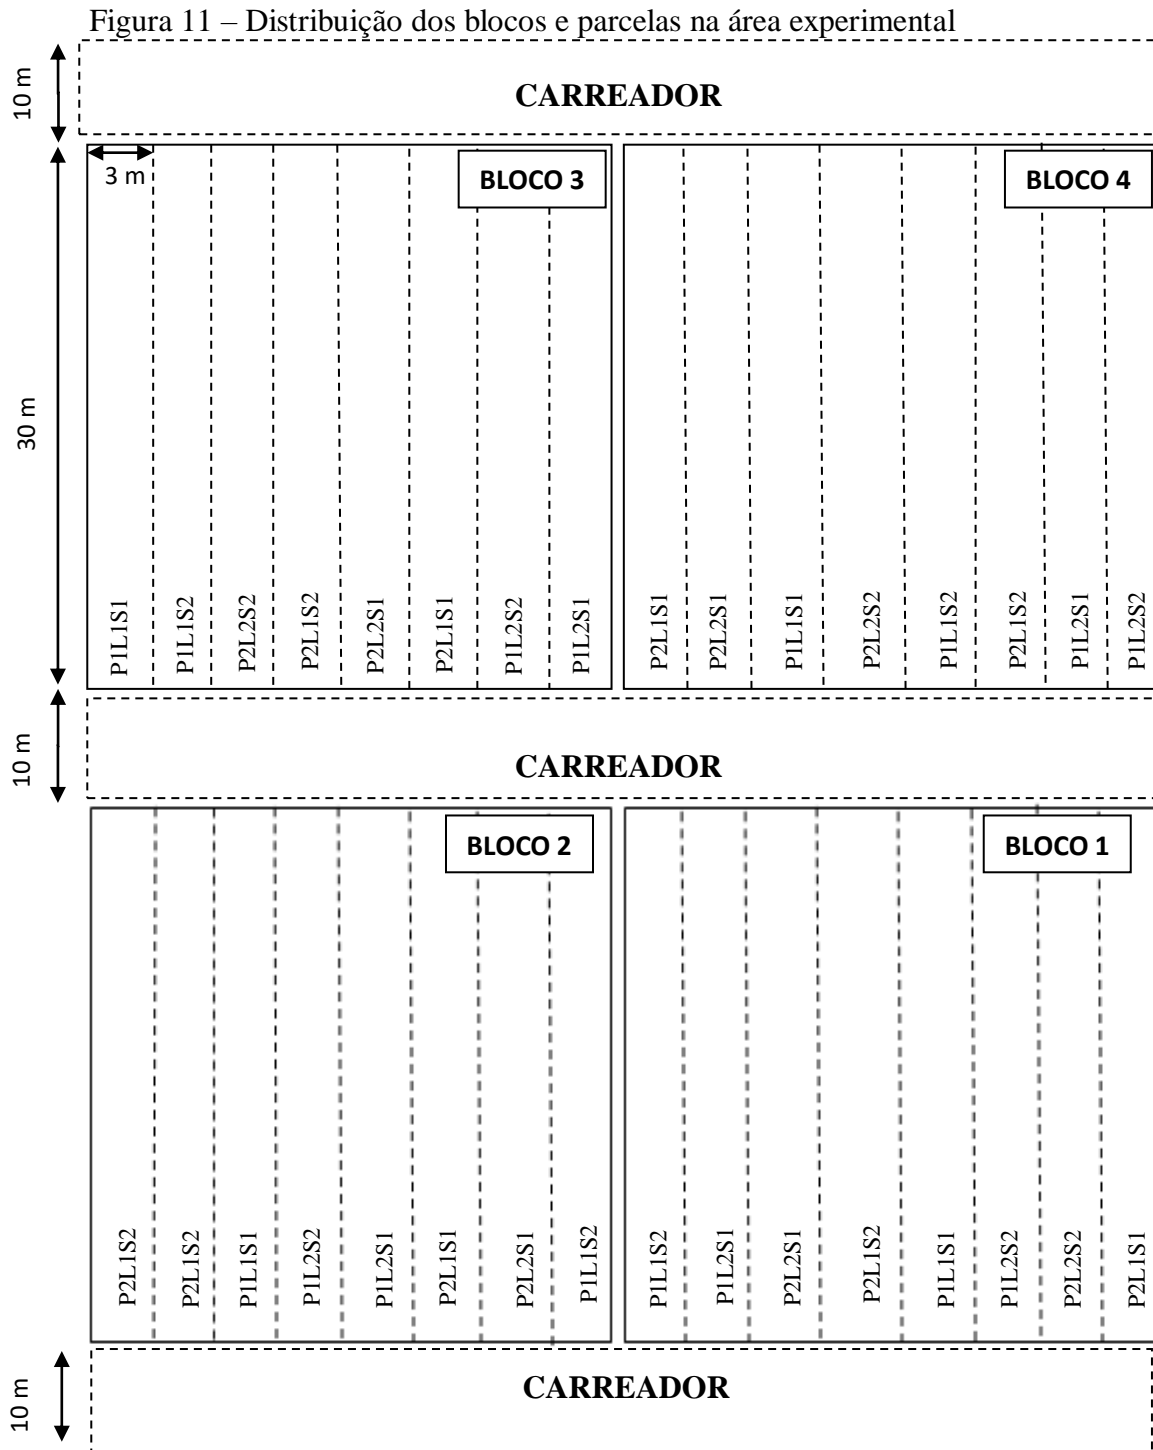 Figura 11 – Distribuição dos blocos e parcelas na área experimental
10 m
CARREADOR
3 m
BLOCO 3
BLOCO 4
30 m
P1L1S1
P1L1S2
P2L2S2
P2L1S2
P2L2S1
P2L1S1
P1L2S2
P1L2S1
P2L1S1
P2L2S1
P1L1S1
P2L2S2
P1L1S2
P2L1S2
P1L2S1
P1L2S2
10 m
CARREADOR
BLOCO 2
BLOCO 1
P2L1S2
P2L1S2
P1L1S1
P1L2S2
P1L2S1
P2L1S1
P2L2S1
P1L1S2
P1L1S2
P1L2S1
P2L2S1
P2L1S2
P1L1S1
P1L2S2
P2L2S2
P2L1S1
10 m
CARREADOR